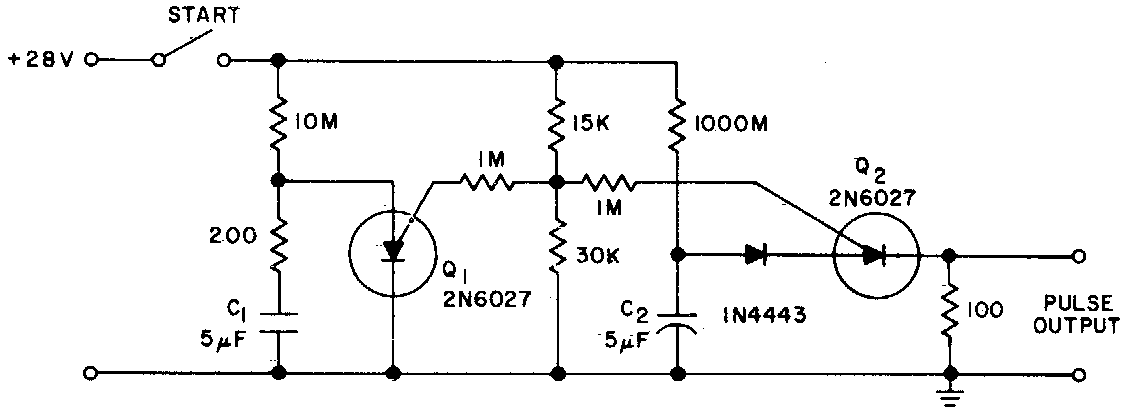 START
+28V
10M
15K
1000M
1M
1M
Q2
2N6027
200
30K
Q1
2N6027
C1
5µF
C2
5µF
1N4443
100
PULSE
OUTPUT